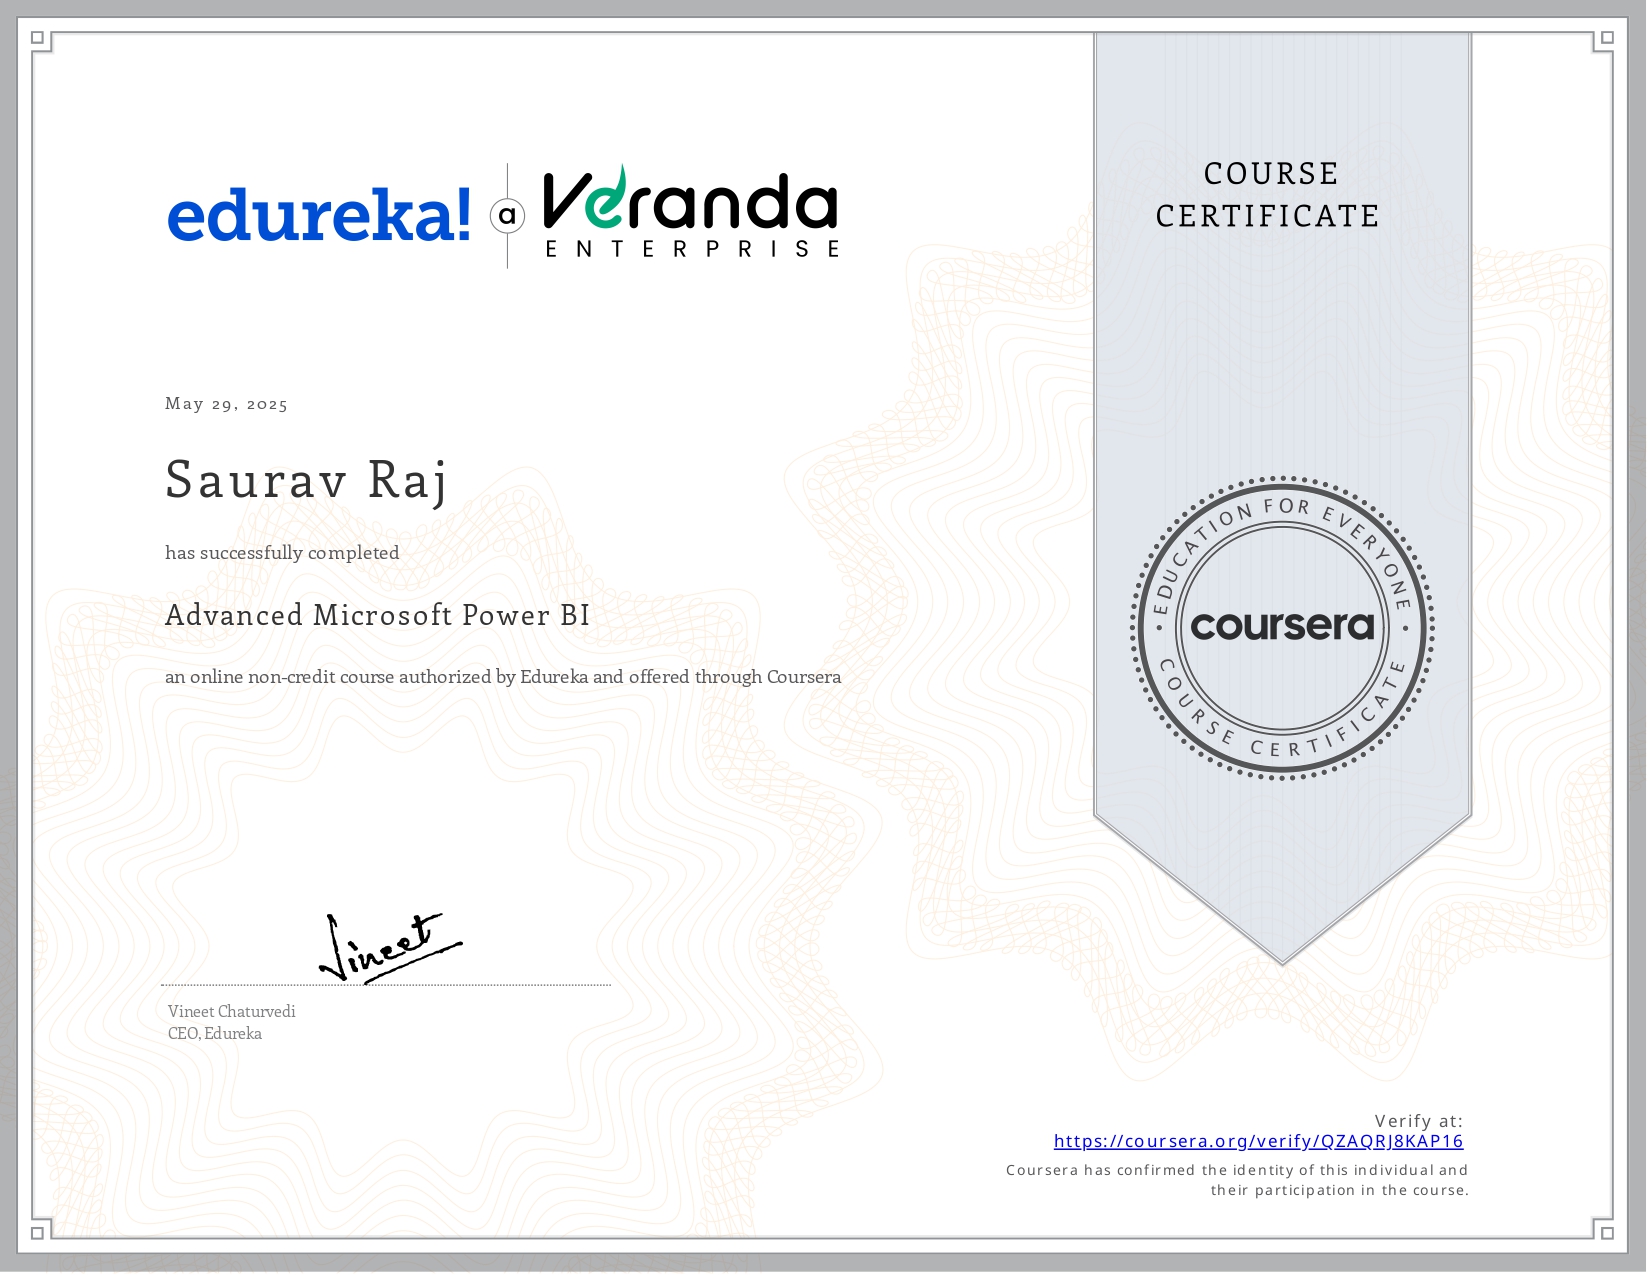 edureka! a Veranda
ENTERPRISE
COURSE
CERTIFICATE
May 29, 2025
Saurav Raj
has successfully completed
Advanced Microsoft Power BI
an online non-credit course authorized by Edureka and offered through Coursera
EDUCATION FOR EVERYONE
coursera
COURSE CERTIFICATE
Vineet
Vineet Chaturvedi
CEO, Edureka
Verify at:
https://coursera.org/verify/QZAQRJ8KAP16
Coursera has confirmed the identity of this individual and
their participation in the course.